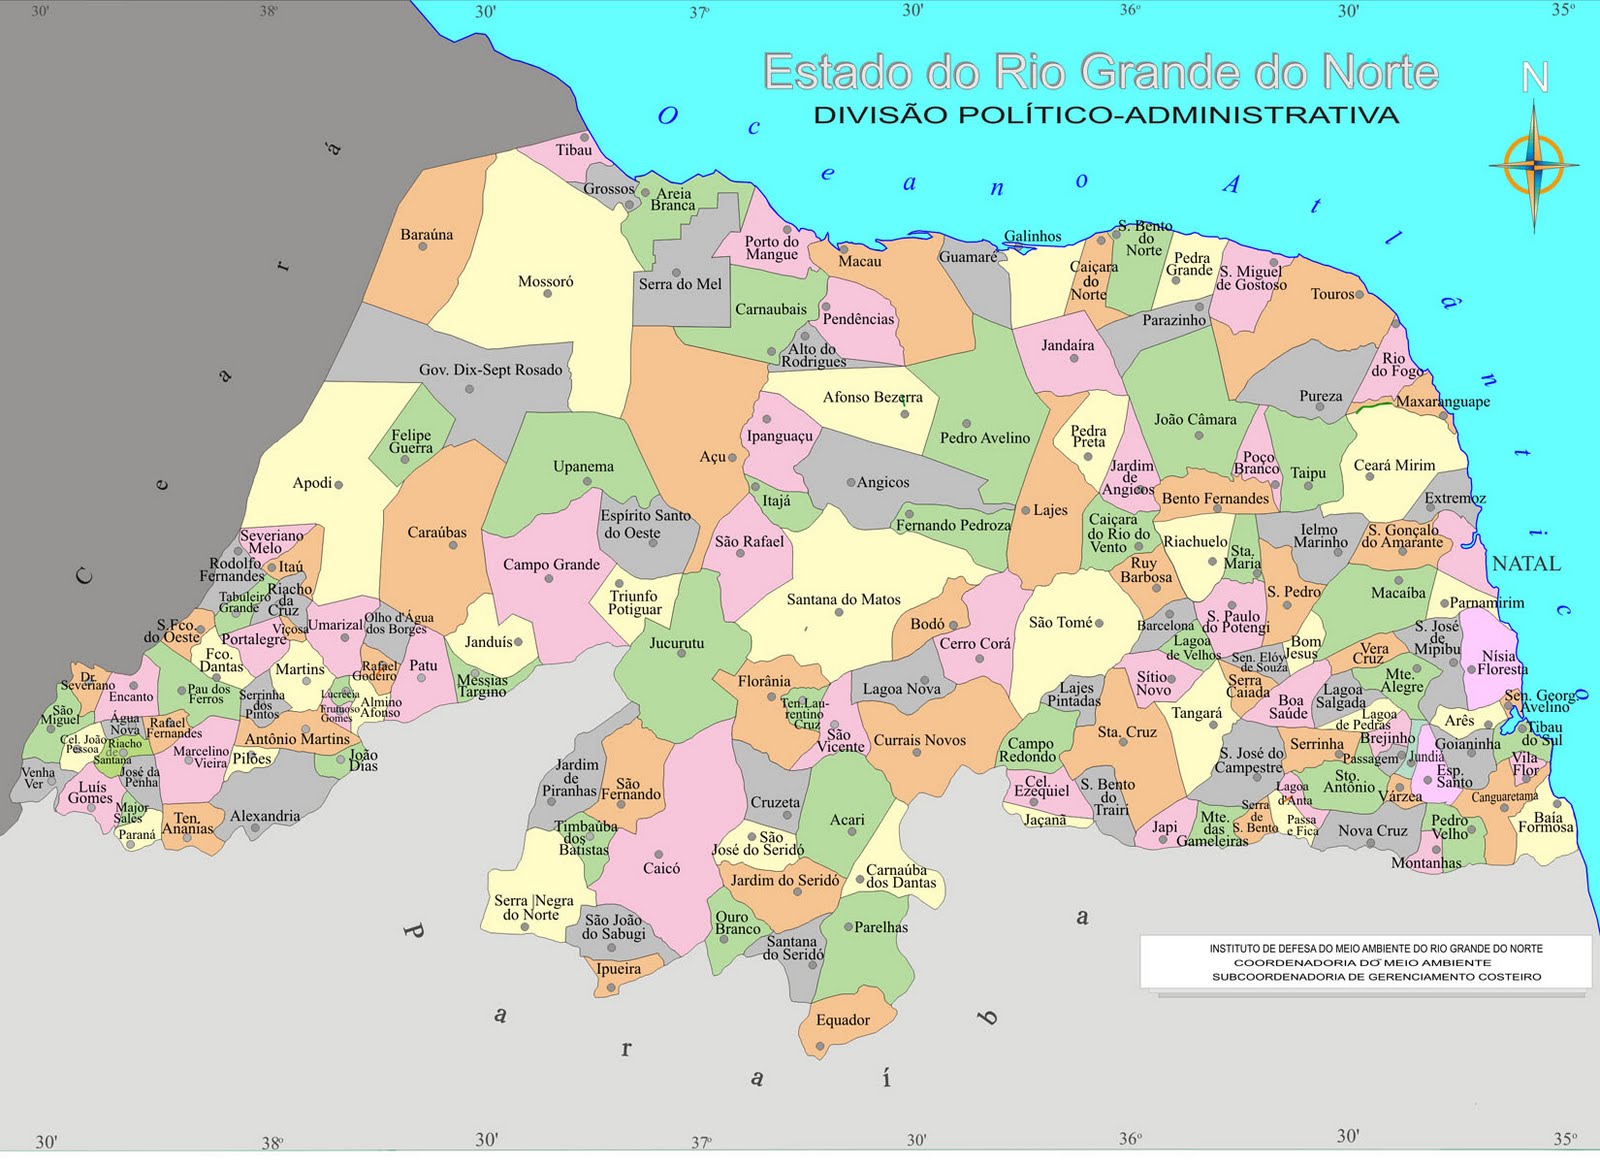 30'
38º
30'
37º
30'
36º
30'
35º
Estado do Rio Grande do Norte
DIVISÃO POLÍTICO-ADMINISTRATIVA
N
Oceano Atlântico
Ceará
Paraíba
Tibau
Grossos
Areia
Branca
Baraúna
Mossoró
Serra do Mel
Porto do
Mangue
Macau
Guamaré
Galinhos
Caiçara
do
Norte
S. Bento
do
Norte
Pedra
Grande
S. Miguel
de Gostoso
Touros
Carnaubais
Pendências
Parazinho
Alto do
Rodrigues
Jandaíra
Rio
do Fogo
Gov. Dix-Sept Rosado
Afonso Bezerra
Pureza
Maxaranguape
Felipe
Guerra
Ipanguaçu
Pedro Avelino
Pedra
Preta
João Câmara
Upanema
Açu
Jardim
de
Angicos
Poço
Branco
Taipu
Ceará Mirim
Apodi
Angicos
Itajá
Bento Fernandes
Extremoz
Lajes
Caraúbas
Espírito Santo
do Oeste
Fernando Pedroza
Caiçara
do Rio do
Vento
Riachuelo
Ielmo
Marinho
S. Gonçalo
do Amarante
Severiano
Melo
São Rafael
Sta.
Maria
NATAL
Rodolfo
Fernandes
Itaú
Campo Grande
Ruy
Barbosa
S. Pedro
Macaíba
Parnamirim
Tabuleiro
Grande
Riacho
da
Cruz
Triunfo
Potiguar
Santana do Matos
S.Fco.
do Oeste
Viçosa
Umarizal
Olho d'Água
dos Borges
Janduís
Jucurutu
Bodó
São Tomé
Barcelona
S. Paulo
do Potengi
Portalegre
Cerro Corá
Lagoa
de Velhos
Bom
Jesus
S. José
de
Mipibu
Vera
Cruz
Nísia
Floresta
Fco.
Dantas
Martins
Rafael
Godeiro
Patu
Messias
Targino
Sen. Elóy
de Souza
Dr.
Severiano
Encanto
Pau dos
Ferros
Serrinha
dos
Pintos
Lucrécia
Frutuoso
Gomes
Almino
Afonso
Florânia
Lagoa Nova
Lajes
Pintadas
Sítio
Novo
Serra
Caiada
Mte.
Alegre
São
Miguel
Ten.Lau-
rentino
Cruz
Tangará
Boa
Saúde
Lagoa
Salgada
Sen. Georg.
Avelino
Água
Nova
Rafael
Fernandes
Antônio Martins
São
Vicente
Currais Novos
Campo
Redondo
Sta. Cruz
Lagoa
de Pedras
Arês
Tibau
do Sul
Cel. João
Pessoa
Riacho
de
Santana
Marcelino
Vieira
Pilões
João
Dias
S. José do
Campestre
Serrinha
Brejinho
Passagem
Jundiá
Goianinha
Venha
Ver
José da
Penha
Jardim
de
Piranhas
São
Fernando
Cruzeta
Acari
Cel.
Ezequiel
S. Bento
do
Trairi
Sto.
Antônio
Esp.
Santo
Vila
Flor
Luís
Gomes
Major
Sales
Alexandria
Jaçanã
Lagoa
d'Anta
Várzea
Canguaretama
Paraná
Ten.
Ananias
Timbaúba
dos
Batistas
Japi
Mte.
das
Gameleiras
Serra
de
S. Bento
Passa
e Fica
Nova Cruz
Pedro
Velho
Baía
Formosa
Montanhas
Caicó
São
José do Seridó
Jardim do Seridó
Carnaúba
dos Dantas
Serra Negra
do Norte
São João
do Sabugi
Ouro
Branco
Santana
do Seridó
Parelhas
Ipueira
Equador
INSTITUTO DE DEFESA DO MEIO AMBIENTE DO RIO GRANDE DO NORTE
COORDENADORIA DO MEIO AMBIENTE
SUBCOORDENADORIA DE GERENCIAMENTO COSTEIRO
30'
38º
30'
37º
30'
36º
30'
35º